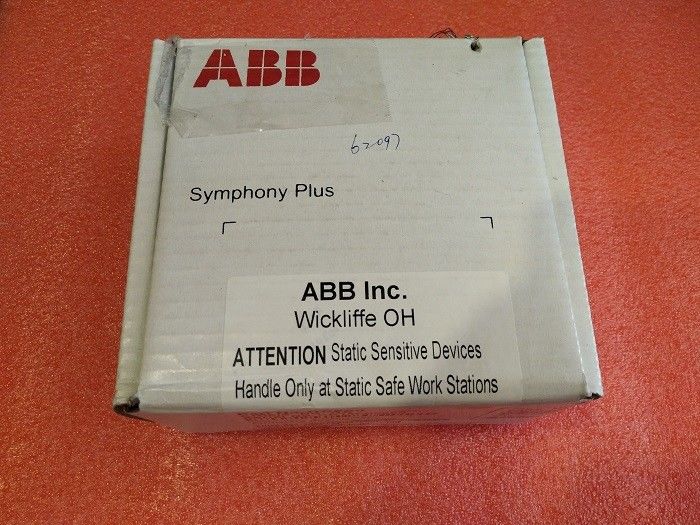 ABB
62097
Symphony Plus
ABB Inc.
Wickliffe OH
ATTENTION Static Sensitive Devices
Handle Only at Static Safe Work Stations